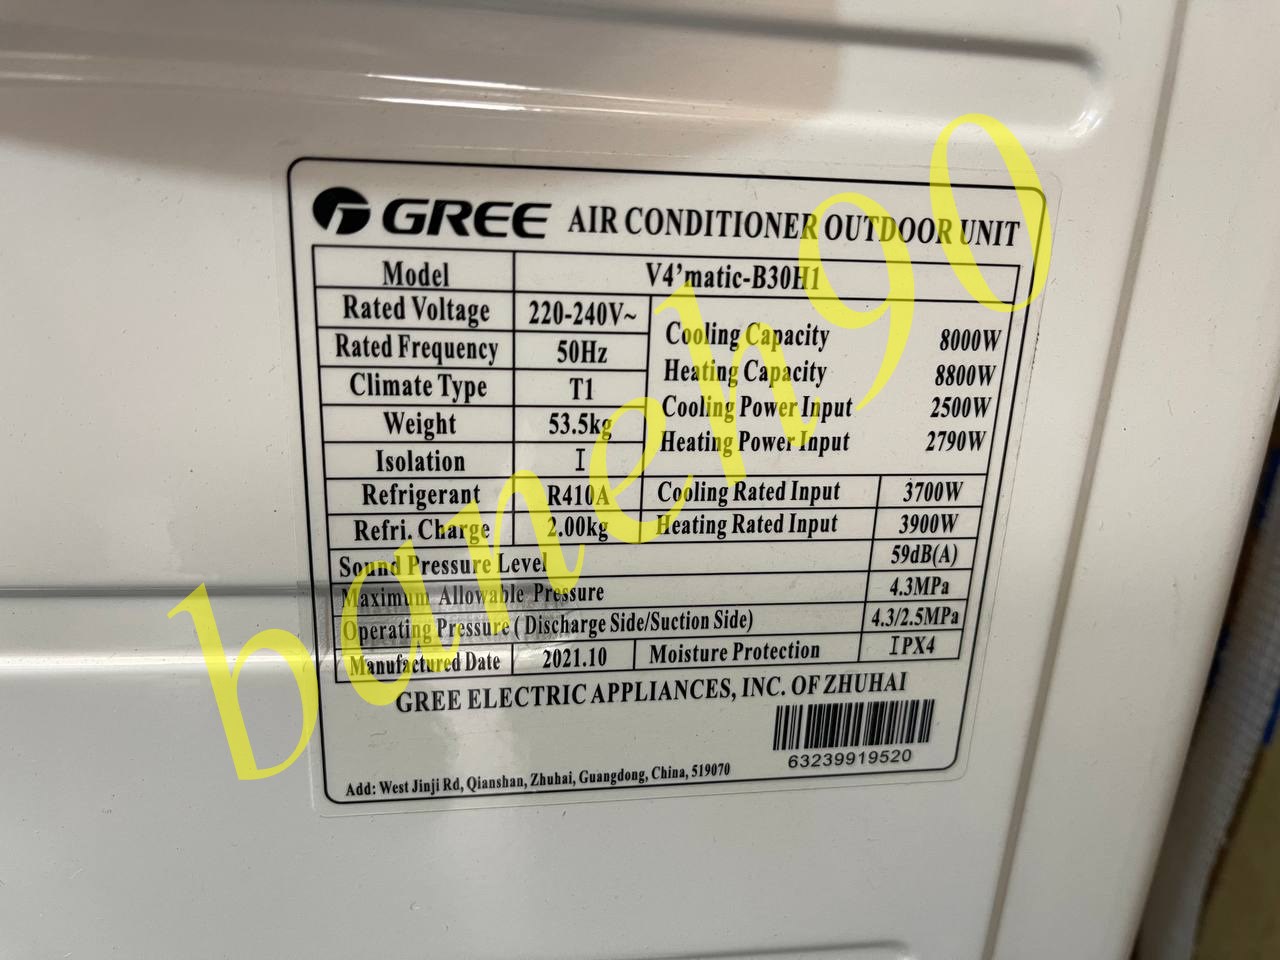 GREE AIR CONDITIONER OUTDOOR UNIT
Model V4'matic-B30H1
Rated Voltage 220-240V~
Rated Frequency 50Hz
Climate Type T1
Weight 53.5kg
Isolation I
Cooling Capacity 8000W
Heating Capacity 8800W
Cooling Power Input 2500W
Heating Power Input 2790W
Refrigerant R410A Cooling Rated Input 3700W
Refri. Charge 2.00kg Heating Rated Input 3900W
Sound Pressure Level 59dB(A)
Maximum Allowable Pressure 4.3MPa
Operating Pressure ( Discharge Side/Suction Side) 4.3/2.5MPa
Manufactured Date 2021.10 Moisture Protection IPX4
GREE ELECTRIC APPLIANCES, INC. OF ZHUHAI
63239919520
Add: West Jinji Rd, Qianshan, Zhuhai, Guangdong, China, 519070
baneh90